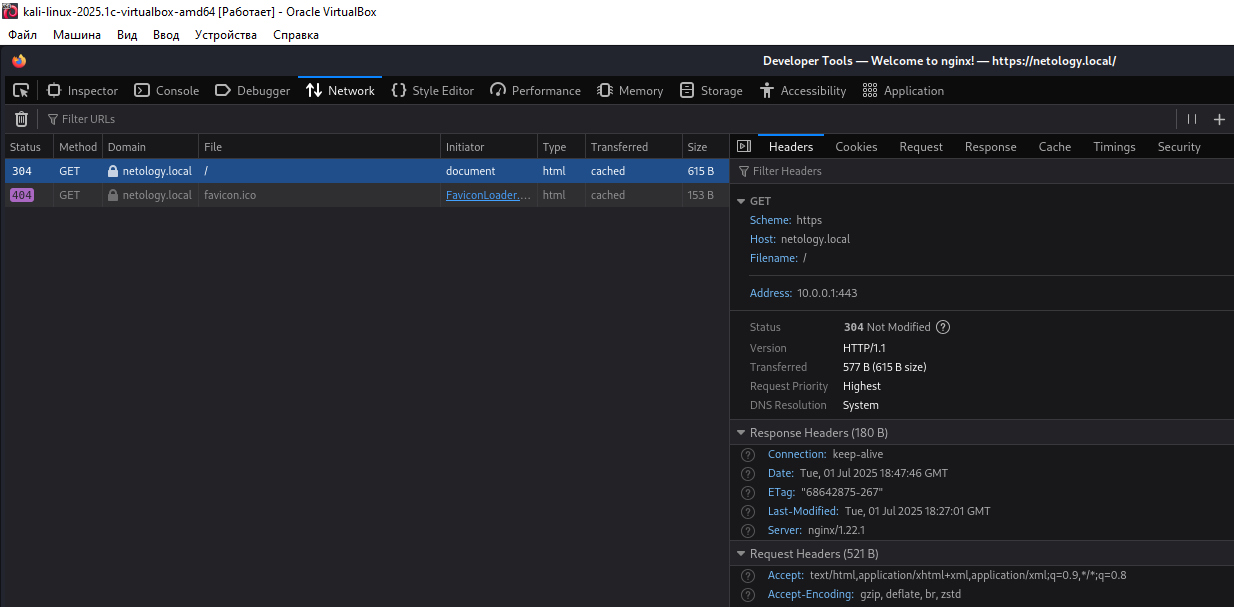 kali-linux-2025.1c-virtualbox-amd64 [Работает] - Oracle VirtualBox
Файл Машина Вид Ввод Устройства Справка
Developer Tools — Welcome to nginx! — https://netology.local/
Inspector Console Debugger Network Style Editor Performance Memory Storage Accessibility Application
Filter URLs
Status Method Domain File Initiator Type Transferred Size
304 GET netology.local / document html cached 615 B
404 GET netology.local favicon.ico FaviconLoader.… html cached 153 B
Headers Cookies Request Response Cache Timings Security
Filter Headers
GET
Scheme: https
Host: netology.local
Filename: /
Address: 10.0.0.1:443
Status 304 Not Modified ?
Version HTTP/1.1
Transferred 577 B (615 B size)
Request Priority Highest
DNS Resolution System
Response Headers (180 B)
? Connection: keep-alive
? Date: Tue, 01 Jul 2025 18:47:46 GMT
? ETag: "68642875-267"
? Last-Modified: Tue, 01 Jul 2025 18:27:01 GMT
? Server: nginx/1.22.1
Request Headers (521 B)
? Accept: text/html,application/xhtml+xml,application/xml;q=0.9,*/*;q=0.8
? Accept-Encoding: gzip, deflate, br, zstd